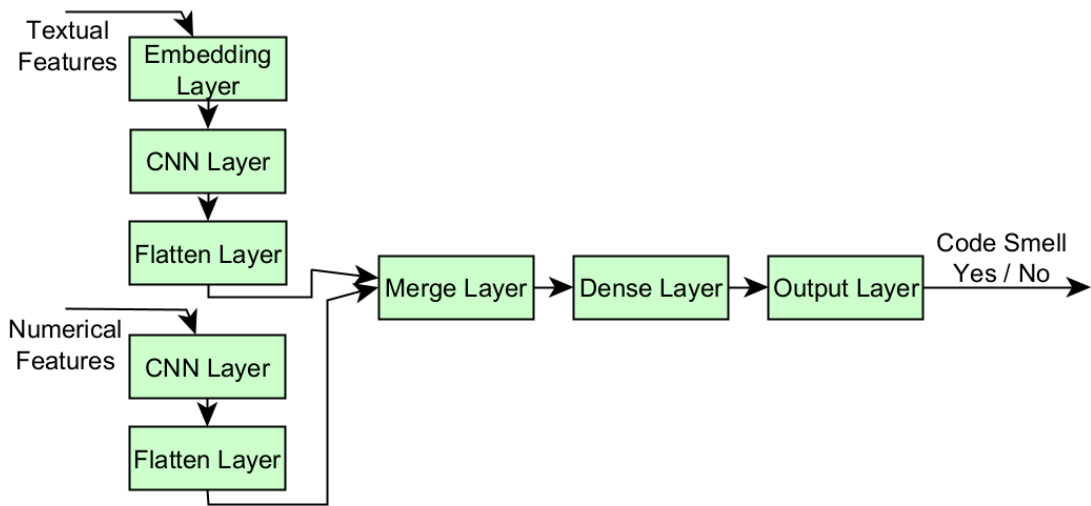 Textual
Features
Embedding
Layer
CNN Layer
Flatten Layer
Numerical
Features
CNN Layer
Flatten Layer
Merge Layer
Dense Layer
Output Layer
Code Smell
Yes / No